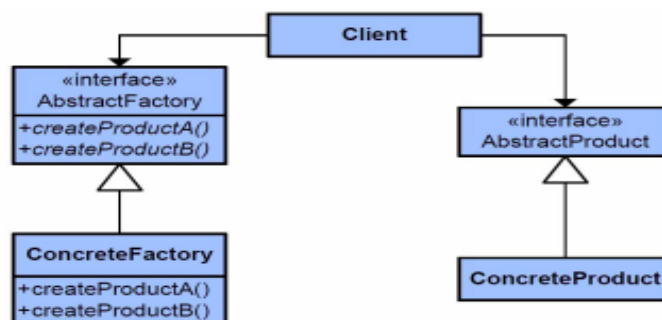 Client
«interface»
AbstractFactory
+createProductA()
+createProductB()
«interface»
AbstractProduct
ConcreteFactory
+createProductA()
+createProductB()
ConcreteProduct